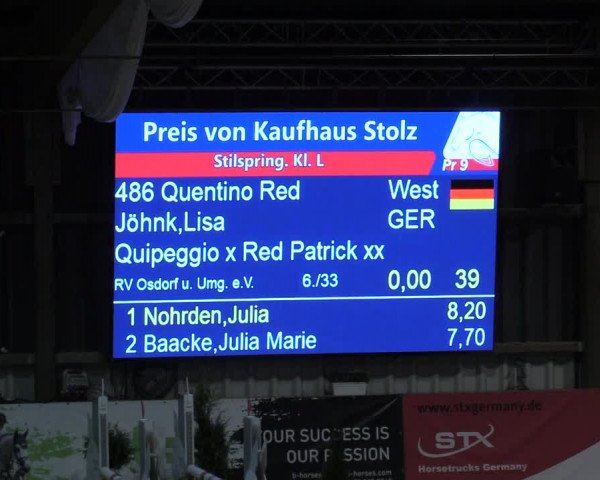 Preis von Kaufhaus Stolz
Stilspring. Kl. L
Pr 9
486 Quentino Red West
Jöhnk,Lisa GER
Quipeggio x Red Patrick xx
RV Osdorf u. Umg. e.V. 6./33 0,00 39
1 Nohrden,Julia 8,20
2 Baacke,Julia Marie 7,70
OUR SUCCESS IS
OUR PASSION
www.stxgermany.de
STX
Horsetrucks Germany